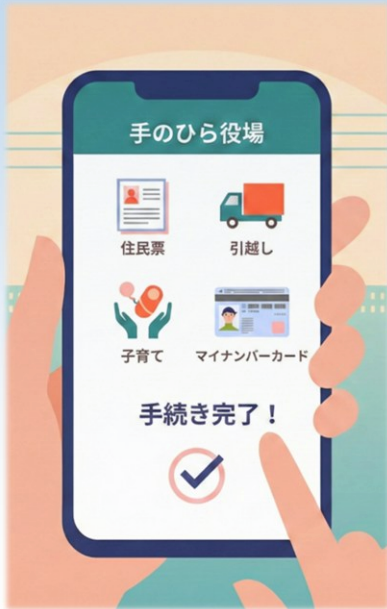 手のひら役場
住民票
引越し
子育て
マイナンバーカード
手続き完了！